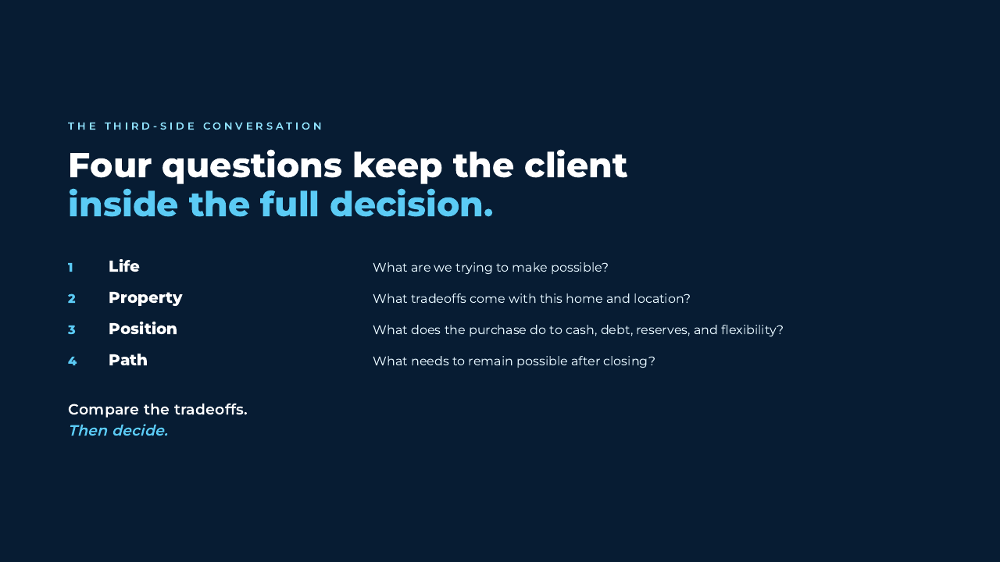 THE THIRD-SIDE CONVERSATION
Four questions keep the client
inside the full decision.
1 Life What are we trying to make possible?
2 Property What tradeoffs come with this home and location?
3 Position What does the purchase do to cash, debt, reserves, and flexibility?
4 Path What needs to remain possible after closing?
Compare the tradeoffs.
Then decide.